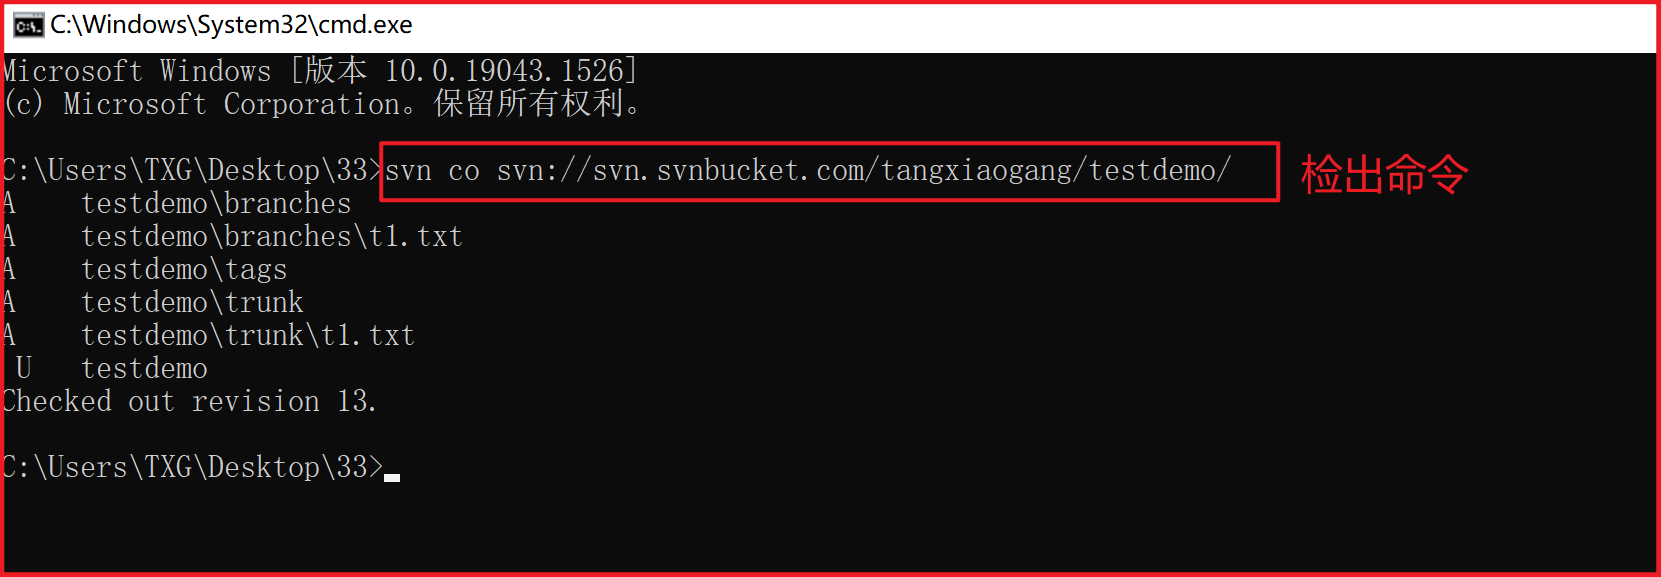 C:\Windows\System32\cmd.exe
Microsoft Windows [版本 10.0.19043.1526]
(c) Microsoft Corporation。保留所有权利。
C:\Users\TXG\Desktop\33>svn co svn://svn.svnbucket.com/tangxiaogang/testdemo/ 检出命令
A    testdemo\branches
A    testdemo\branches\t1.txt
A    testdemo\tags
A    testdemo\trunk
A    testdemo\trunk\t1.txt
 U   testdemo
Checked out revision 13.
C:\Users\TXG\Desktop\33>